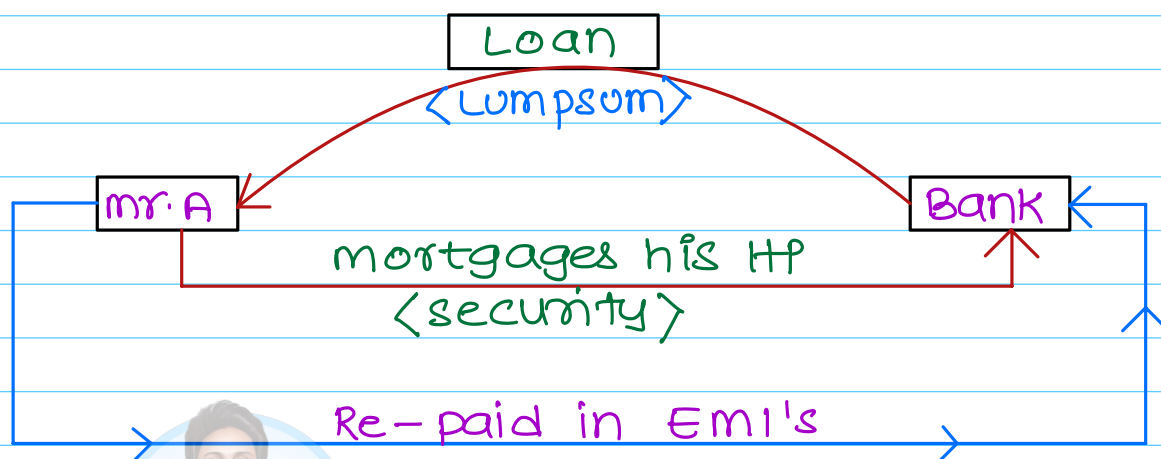 Loan
<Lumpsum>
mr. A
Bank
mortgages his HP
<security>
Re-paid in EMI's